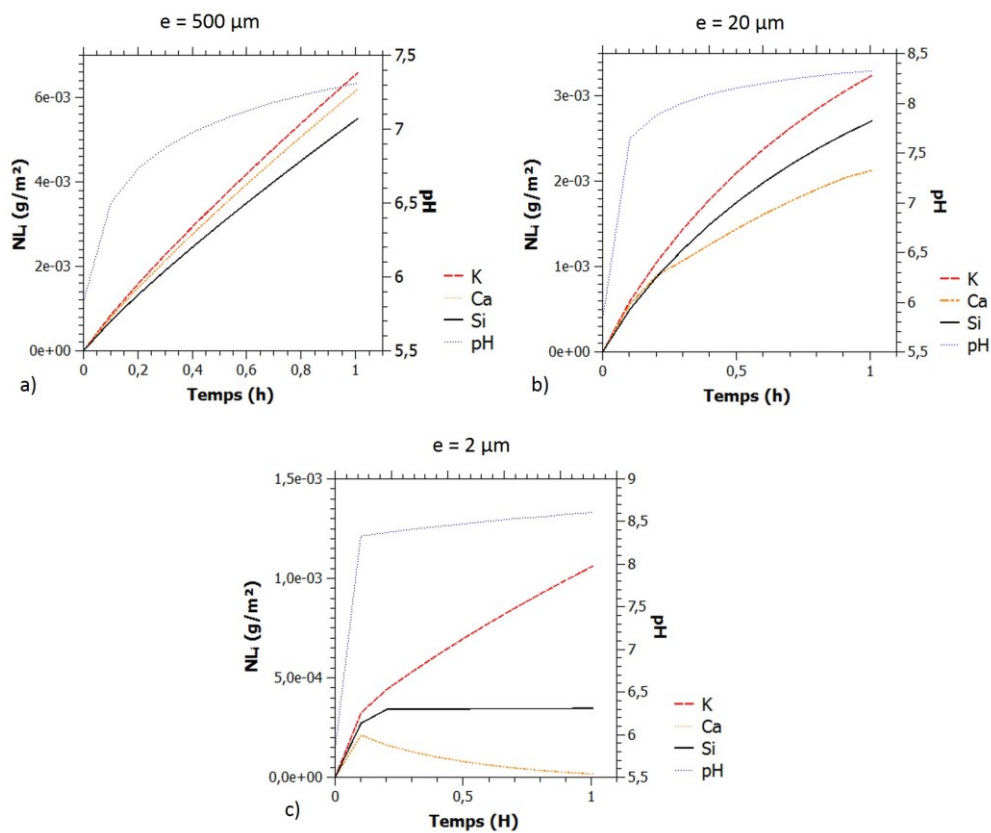 e = 500 µm
7,5
7
6,5
6
5,5
6e-03
4e-03
2e-03
0e+00
NLᵢ (g/m²)
pH
0
0,2
0,4
0,6
0,8
1
Temps (h)
K
Ca
Si
pH
a)
e = 20 µm
8,5
8
7,5
7
6,5
6
5,5
3e-03
2e-03
1e-03
0e+00
NLᵢ (g/m²)
pH
0
0,5
1
Temps (h)
K
Ca
Si
pH
b)
e = 2 µm
1,5e-03
1,0e-03
5,0e-04
0,0e+00
9
8,5
8
7,5
7
6,5
6
5,5
NLᵢ (g/m²)
pH
0
0,5
1
Temps (H)
K
Ca
Si
pH
c)